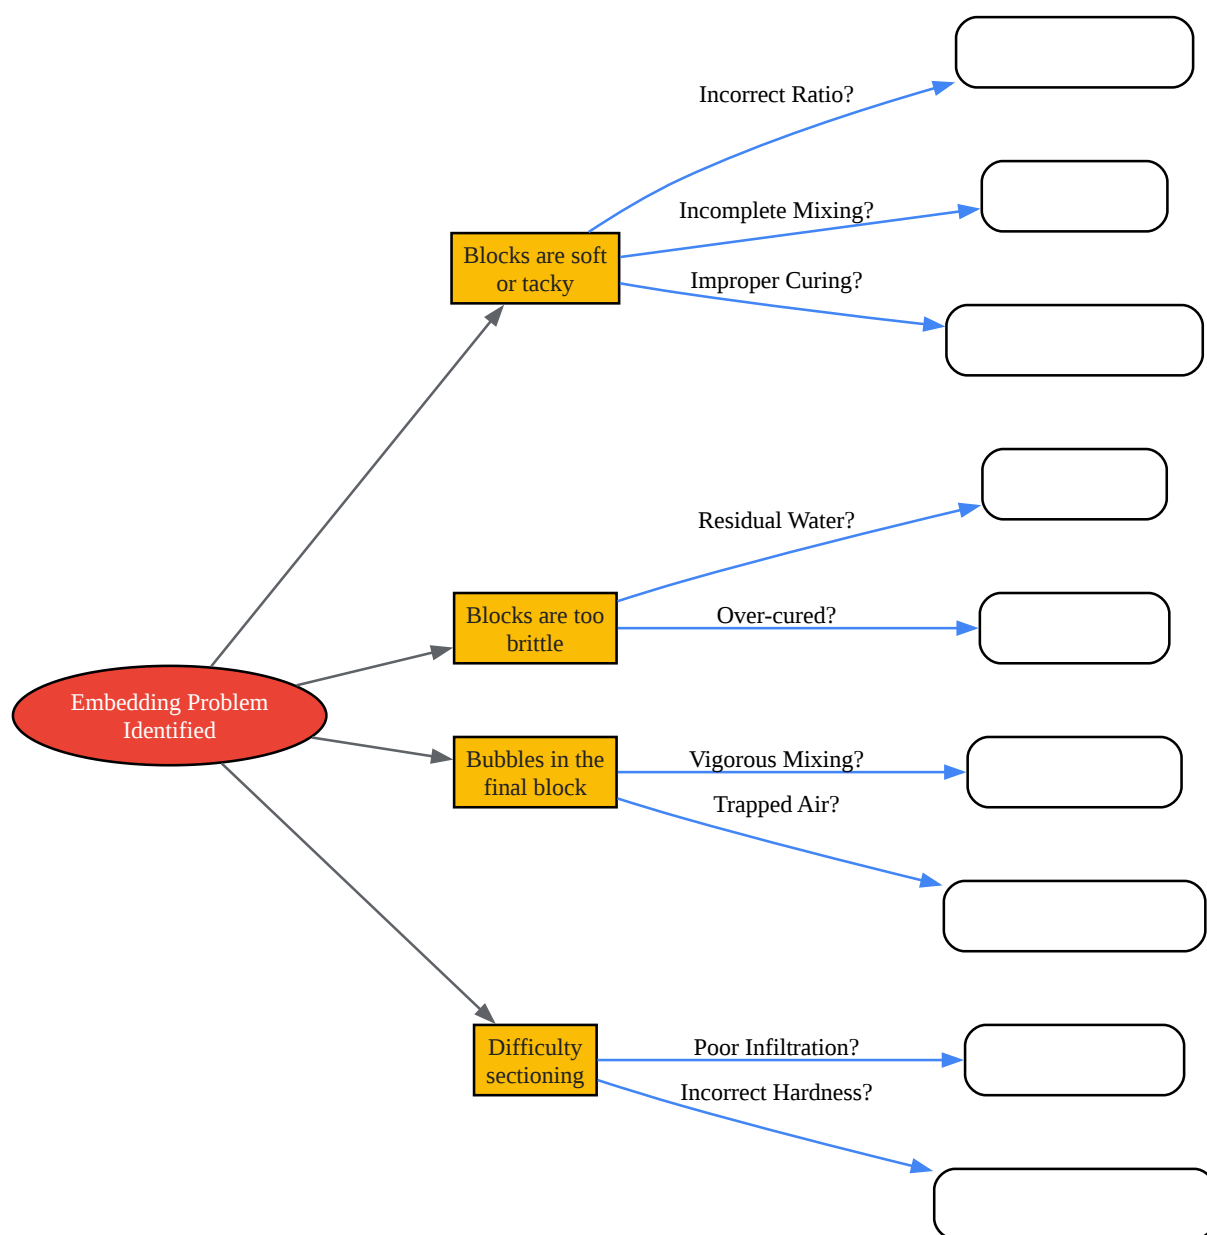 Incorrect Ratio?
Incomplete Mixing?
Blocks are soft
or tacky
Improper Curing?
Residual Water?
Blocks are too
brittle
Over-cured?
Embedding Problem
Identified
Bubbles in the
final block
Vigorous Mixing?
Trapped Air?
Difficulty
sectioning
Poor Infiltration?
Incorrect Hardness?